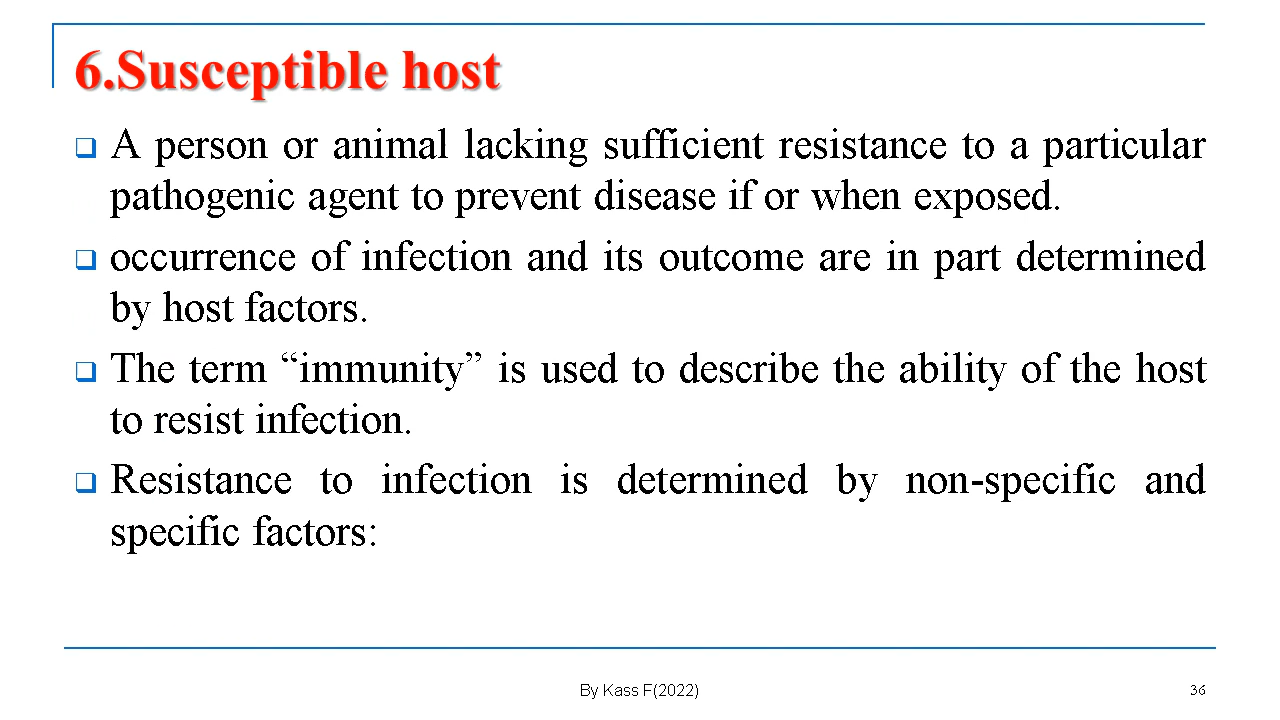 6.Susceptible host
A person or animal lacking sufficient resistance to a particular
pathogenic agent to prevent disease if or when exposed.
occurrence of infection and its outcome are in part determined
by host factors.
The term “immunity” is used to describe the ability of the host
to resist infection.
Resistance to infection is determined by non-specific and
specific factors:
By Kass F(2022)
36